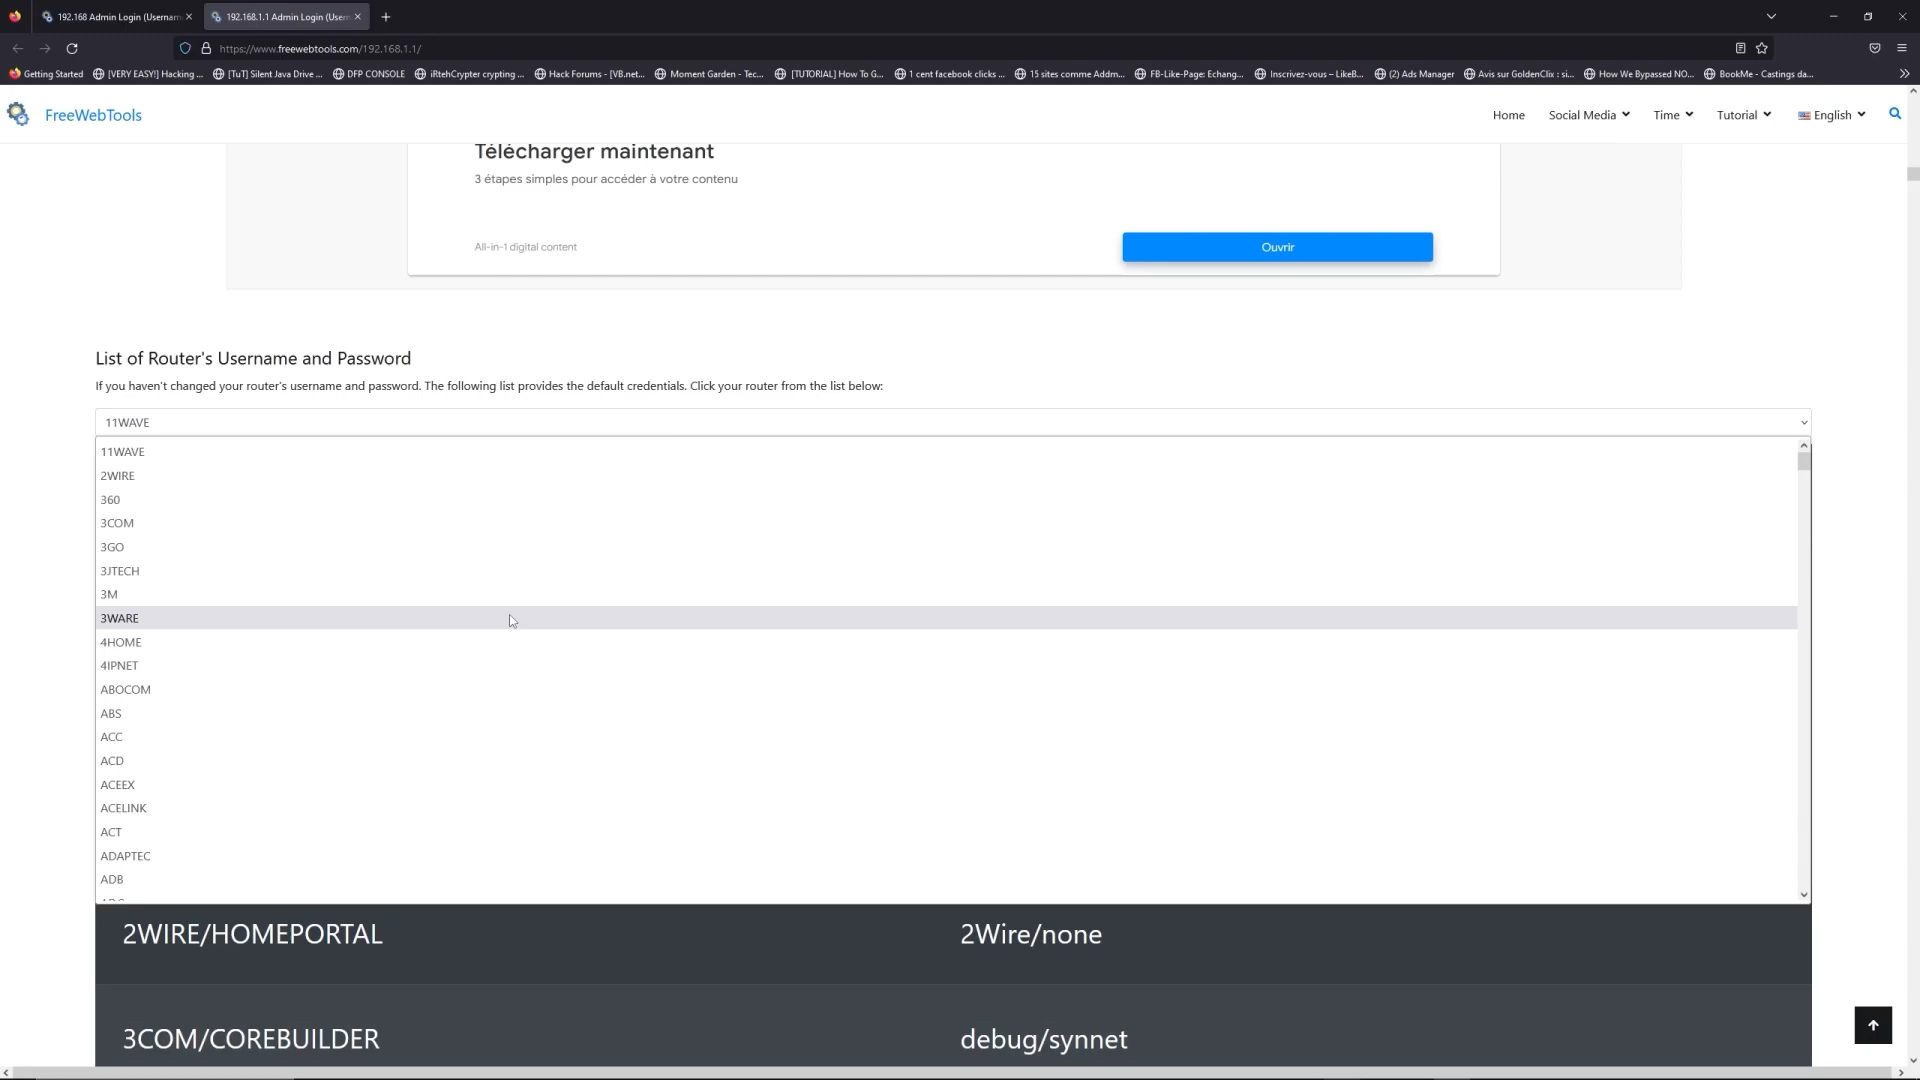 192.168 Admin Login (Usernam
192.168.1.1 Admin Login (Usern
https://www.freewebtools.com/192.168.1.1/
Getting Started
[VERY EASY!] Hacking ...
[TuT] Silent Java Drive ...
DFP CONSOLE
iRtehCrypter crypting ...
Hack Forums - [VB.net...
Moment Garden - Tec...
[TUTORIAL] How To G...
1 cent facebook clicks ...
15 sites comme Addm...
FB-Like-Page: Echang...
Inscrivez-vous – LikeB...
(2) Ads Manager
Avis sur GoldenClix : si...
How We Bypassed NO...
BookMe - Castings da...
FreeWebTools
Home
Social Media
Time
Tutorial
English
Télécharger maintenant
3 étapes simples pour accéder à votre contenu
All-in-1 digital content
Ouvrir
List of Router's Username and Password
If you haven't changed your router's username and password. The following list provides the default credentials. Click your router from the list below:
11WAVE
11WAVE
2WIRE
360
3COM
3GO
3JTECH
3M
3WARE
4HOME
4IPNET
ABOCOM
ABS
ACC
ACD
ACEEX
ACELINK
ACT
ADAPTEC
ADB
2WIRE/HOMEPORTAL
2Wire/none
3COM/COREBUILDER
debug/synnet